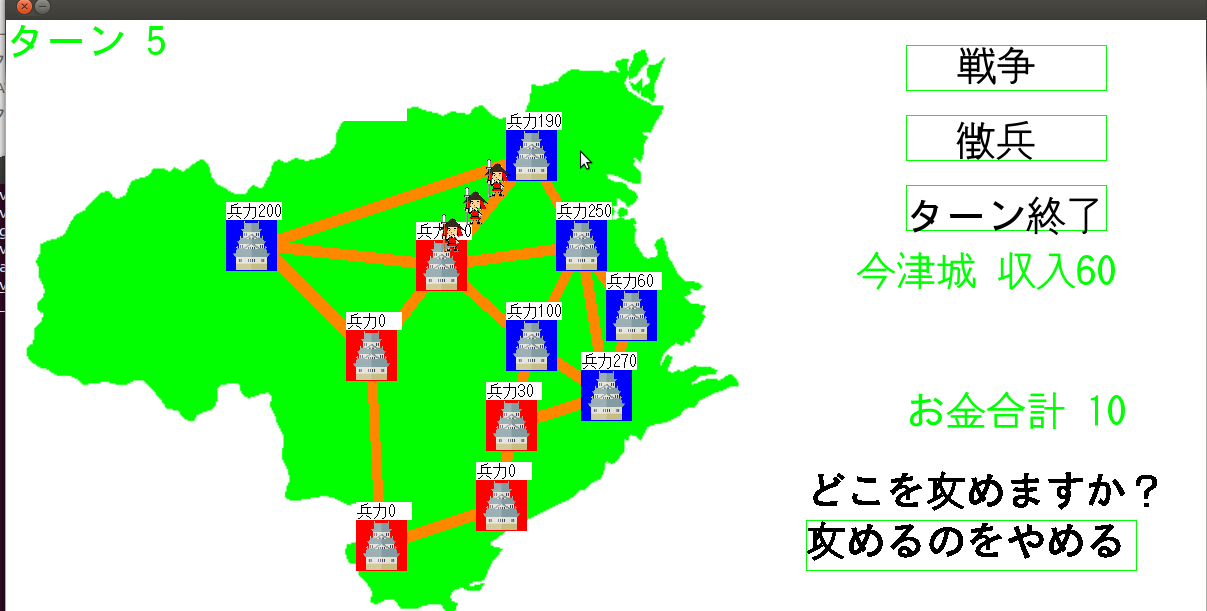 ターン 5
戦争
徴兵
ターン終了
今津城 収入60
お金合計 10
どこを攻めますか？
攻めるのをやめる
兵力190
兵力200
兵力250
兵力60
兵力100
兵力0
兵力270
兵力30
兵力0
兵力0